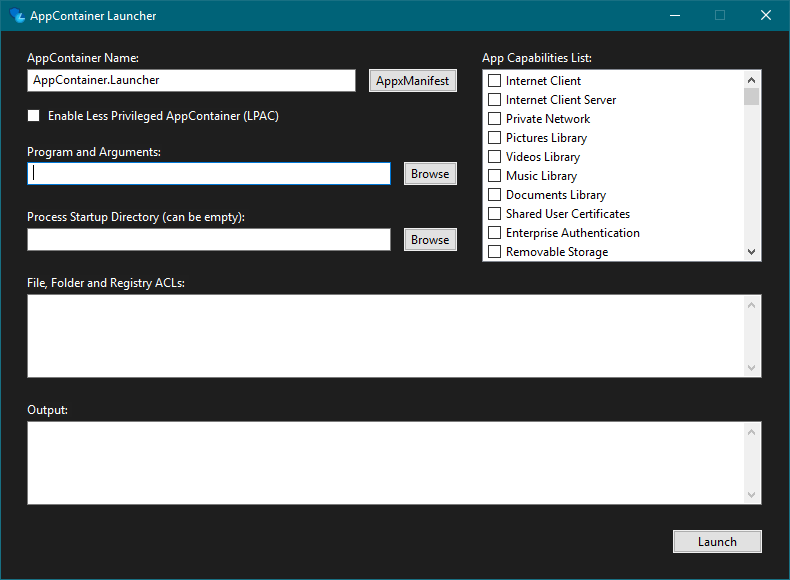 AppContainer Launcher
AppContainer Name:
AppContainer.Launcher
AppxManifest
Enable Less Privileged AppContainer (LPAC)
Program and Arguments:
Browse
Process Startup Directory (can be empty):
Browse
App Capabilities List:
Internet Client
Internet Client Server
Private Network
Pictures Library
Videos Library
Music Library
Documents Library
Shared User Certificates
Enterprise Authentication
Removable Storage
File, Folder and Registry ACLs:
Output:
Launch